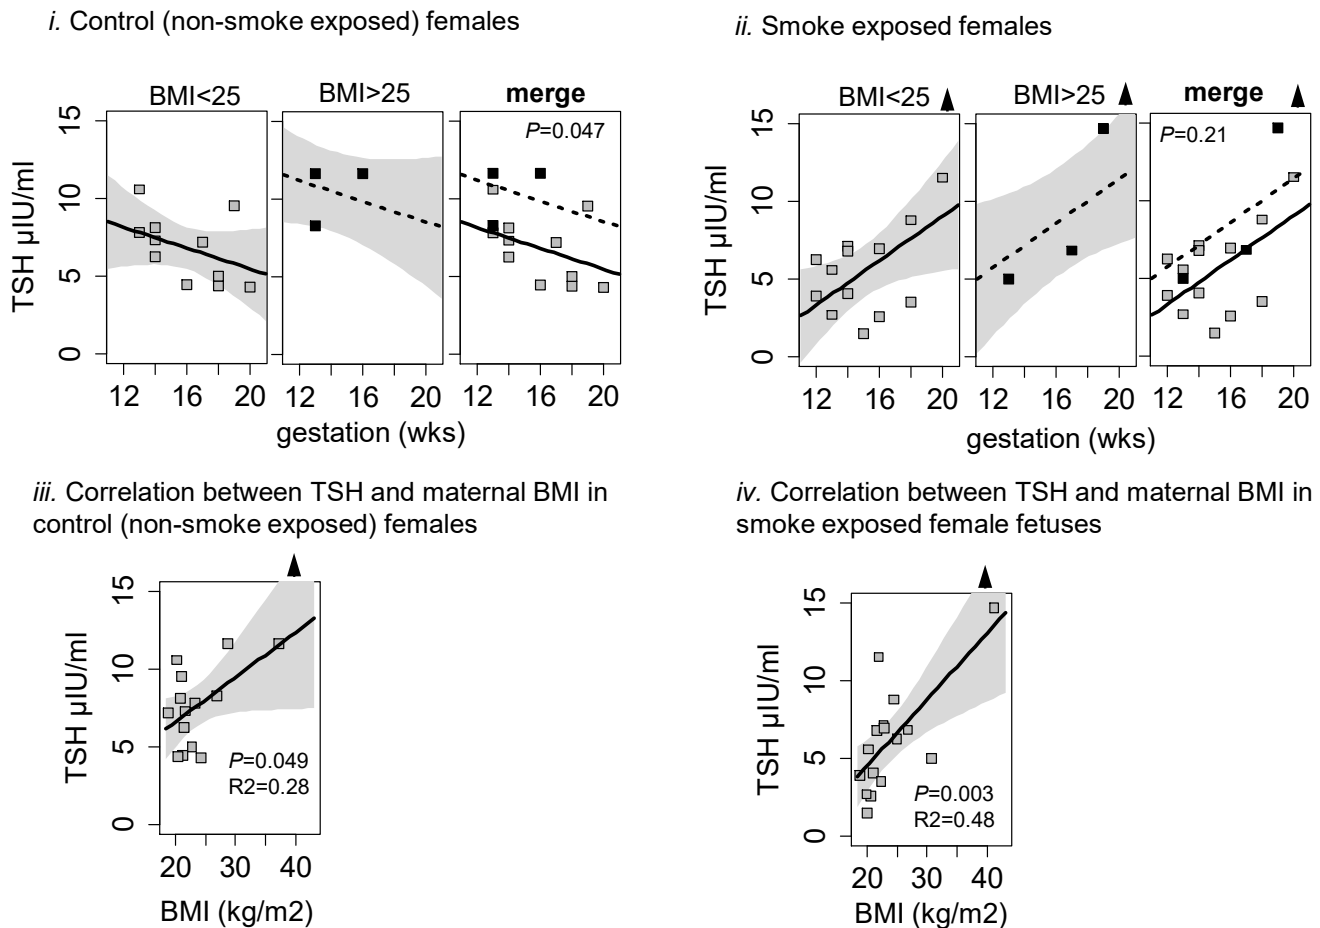 i. Control (non-smoke exposed) females
BMI<25
BMI>25
merge
P=0.047
TSH µIU/ml
15
10
5
0
12 16 20
12 16 20
12 16 20
gestation (wks)
ii. Smoke exposed females
BMI<25
BMI>25
merge
P=0.21
TSH µIU/ml
15
10
5
0
12 16 20
12 16 20
12 16 20
gestation (wks)
iii. Correlation between TSH and maternal BMI in
control (non-smoke exposed) females
TSH µIU/ml
15
10
5
0
P=0.049
R2=0.28
20 30 40
BMI (kg/m2)
iv. Correlation between TSH and maternal BMI in
smoke exposed female fetuses
TSH µIU/ml
15
10
5
0
P=0.003
R2=0.48
20 30 40
BMI (kg/m2)